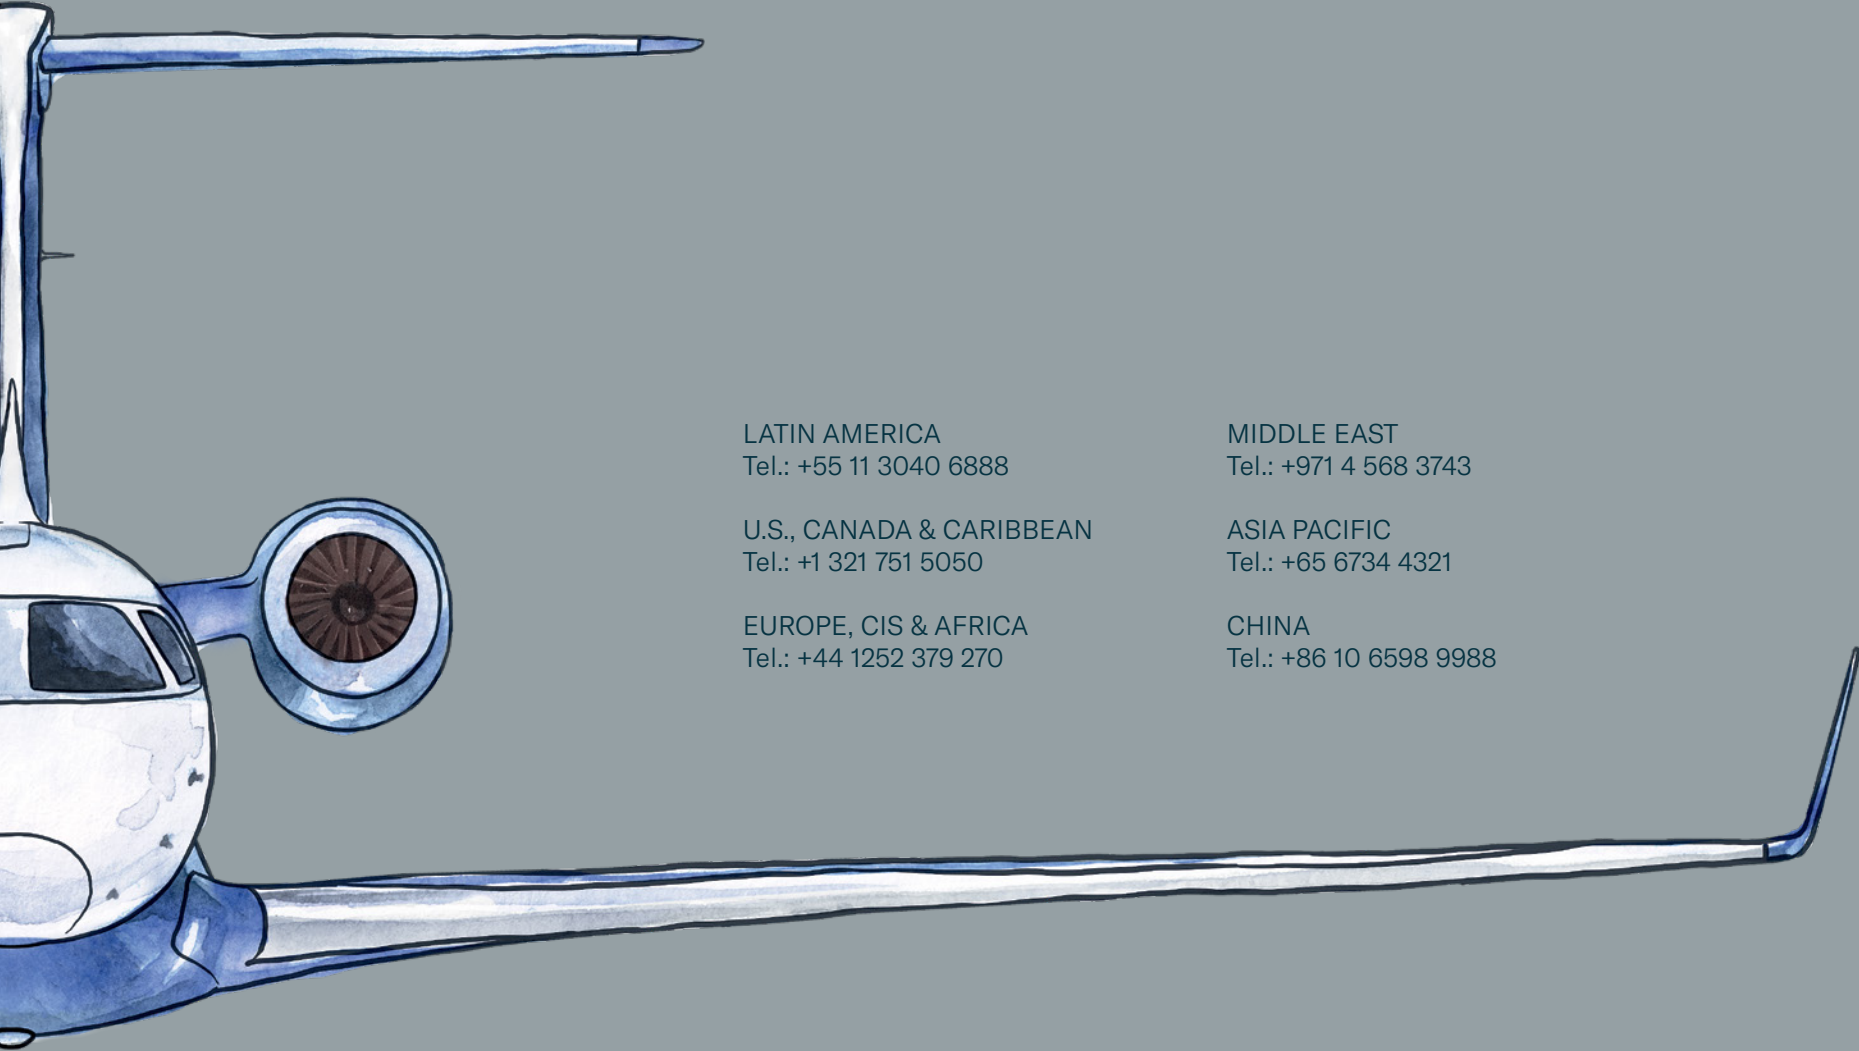 LATIN AMERICA
Tel.: +55 11 3040 6888
U.S., CANADA & CARIBBEAN
Tel.: +1 321 751 5050
EUROPE, CIS & AFRICA
Tel.: +44 1252 379 270
MIDDLE EAST
Tel.: +971 4 568 3743
ASIA PACIFIC
Tel.: +65 6734 4321
CHINA
Tel.: +86 10 6598 9988